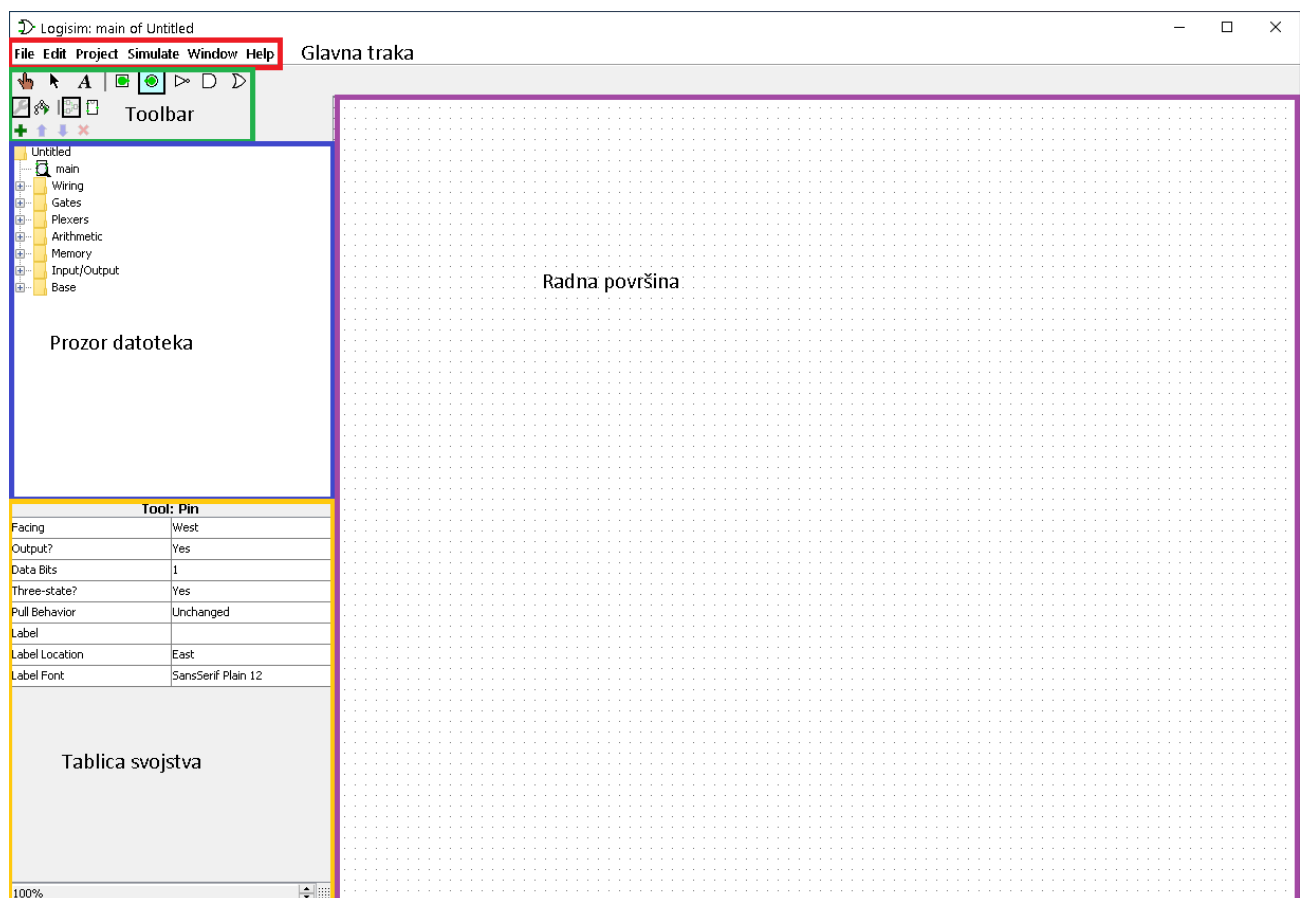 Logisim: main of Untitled
File Edit Project Simulate Window Help
Glavna traka
A
Toolbar
Untitled
main
Wiring
Gates
Plexers
Arithmetic
Memory
Input/Output
Base
Prozor datoteka
Radna površina
Tool: Pin
Facing West
Output? Yes
Data Bits 1
Three-state? Yes
Pull Behavior Unchanged
Label
Label Location East
Label Font SansSerif Plain 12
Tablica svojstva
100%